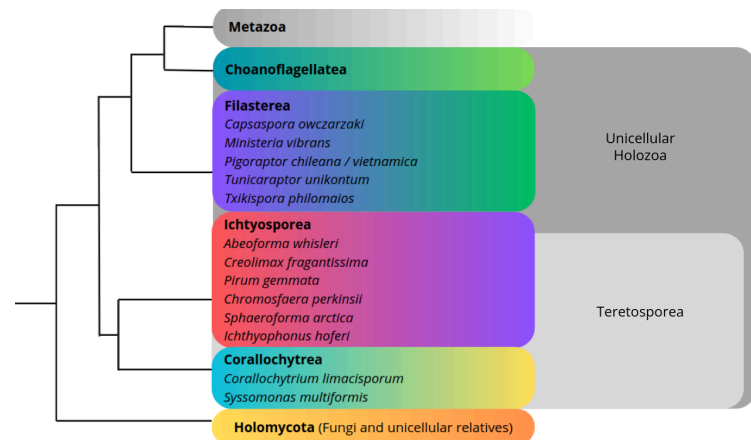 Metazoa
Choanoflagellatea
Filasterea
Capsaspora owczarzaki
Ministeria vibrans
Pigoraptor chileana / vietnamica
Tunicaraptor unikontum
Txikispora philomaios
Unicellular
Holozoa
Ichtyosporea
Abeoforma whisleri
Creolimax fragantissima
Pirum gemmata
Chromosfaera perkinsii
Sphaeroforma arctica
Ichthyophonus hoferi
Teretosporea
Corallochytrea
Corallochytrium limacisporum
Syssomonas multiformis
Holomycota (Fungi and unicellular relatives)